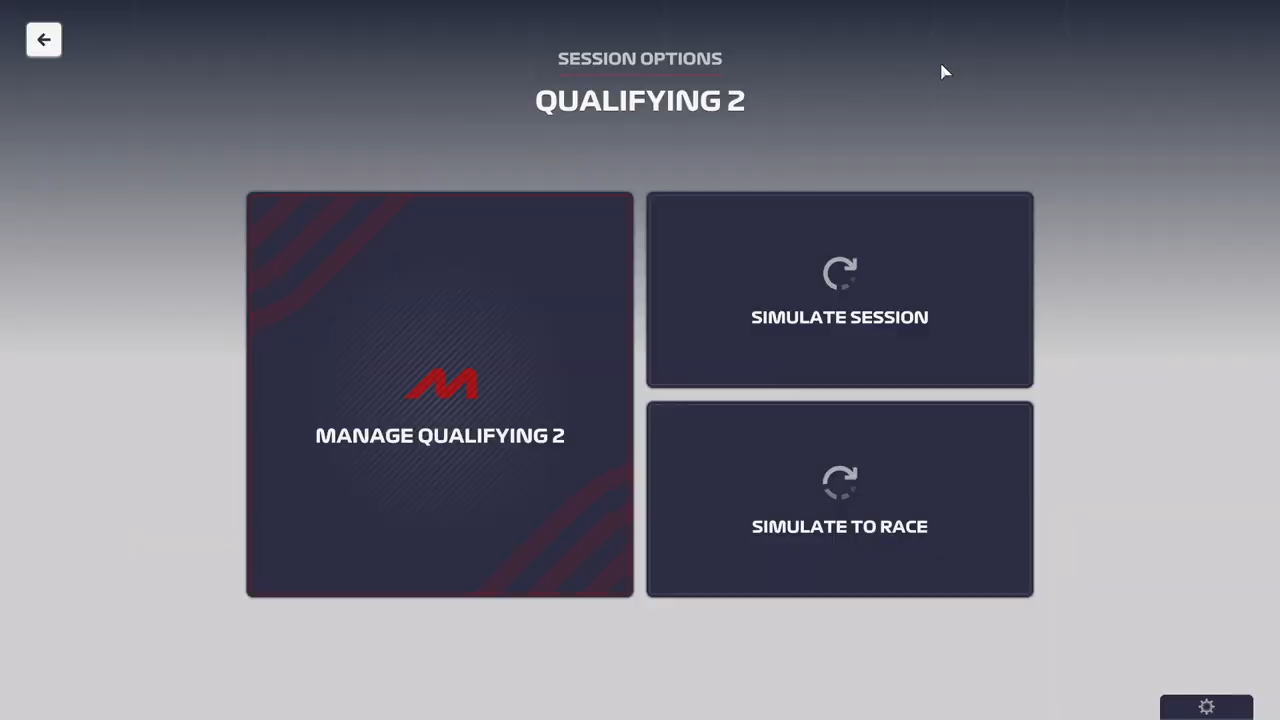 SESSION OPTIONS
QUALIFYING 2
MANAGE QUALIFYING 2
SIMULATE SESSION
SIMULATE TO RACE